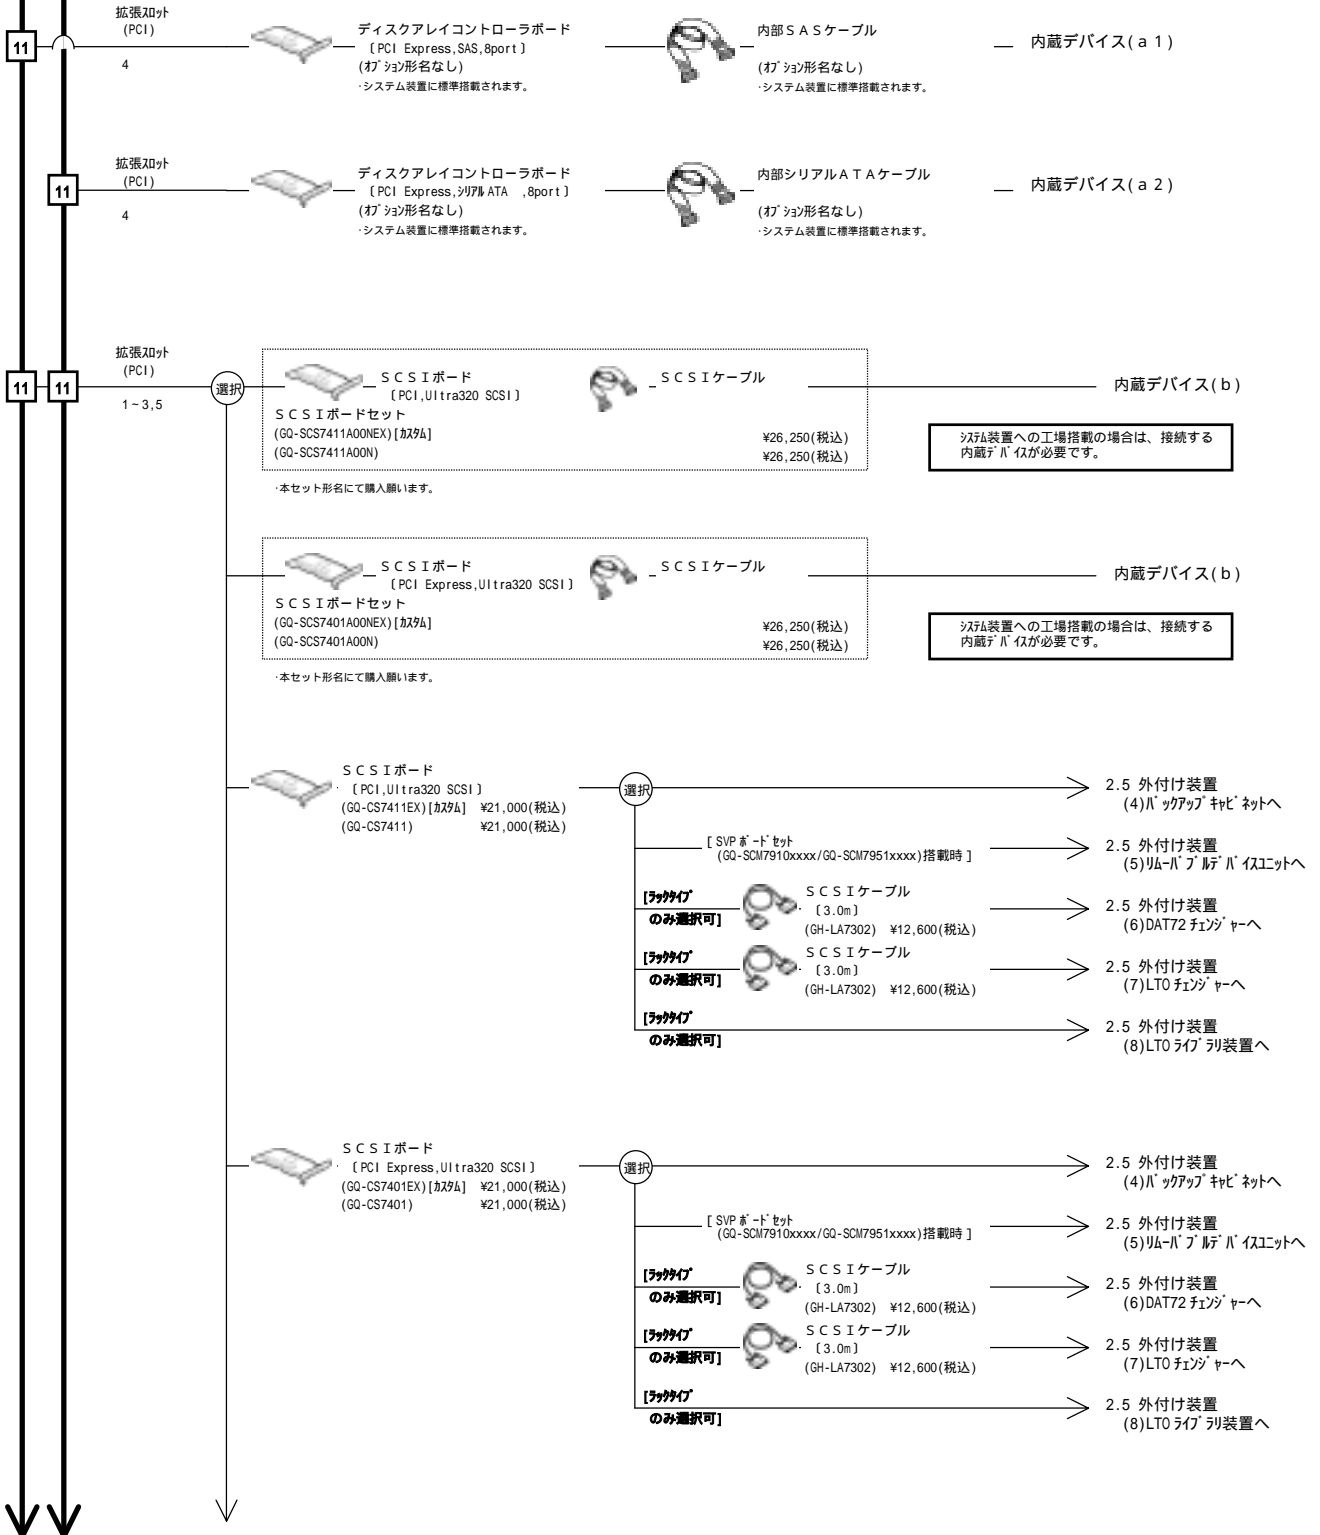 拡張スロット
(PCI)
11
4
ディスクアレイコントローラボード
〔PCI Express,SAS,8port〕
(オプション形名なし)
・システム装置に標準搭載されます。
内部ＳＡＳケーブル
(オプション形名なし)
・システム装置に標準搭載されます。
内蔵デバイス(ａ１)
拡張スロット
(PCI)
11
4
ディスクアレイコントローラボード
〔PCI Express,シリアルATA ,8port〕
(オプション形名なし)
・システム装置に標準搭載されます。
内部シリアルＡＴＡケーブル
(オプション形名なし)
・システム装置に標準搭載されます。
内蔵デバイス(ａ２)
拡張スロット
(PCI)
11 11
1~3,5
選択
ＳＣＳＩボード
〔PCI,Ultra320 SCSI〕
ＳＣＳＩケーブル
ＳＣＳＩボードセット
(GQ-SCS7411A00NEX)[カスタム] ¥26,250(税込)
(GQ-SCS7411A00N) ¥26,250(税込)
・本セット形名にて購入願います。
内蔵デバイス(ｂ)
システム装置への工場搭載の場合は、接続する
内蔵デバイスが必要です。
ＳＣＳＩボード
〔PCI Express,Ultra320 SCSI〕
ＳＣＳＩケーブル
ＳＣＳＩボードセット
(GQ-SCS7401A00NEX)[カスタム] ¥26,250(税込)
(GQ-SCS7401A00N) ¥26,250(税込)
・本セット形名にて購入願います。
内蔵デバイス(ｂ)
システム装置への工場搭載の場合は、接続する
内蔵デバイスが必要です。
ＳＣＳＩボード
〔PCI,Ultra320 SCSI〕
(GQ-CS7411EX)[カスタム] ¥21,000(税込)
(GQ-CS7411) ¥21,000(税込)
選択
2.5 外付け装置
(4)バックアップキャビネットへ
[SVPボードセット
(GQ-SCM7910xxxx/GQ-SCM7951xxxx)搭載時]
2.5 外付け装置
(5)リムーバブルデバイスユニットへ
[ラックタイプ
のみ選択可]
ＳＣＳＩケーブル
〔3.0m〕
(GH-LA7302) ¥12,600(税込)
2.5 外付け装置
(6)DAT72チェンジャーへ
[ラックタイプ
のみ選択可]
ＳＣＳＩケーブル
〔3.0m〕
(GH-LA7302) ¥12,600(税込)
2.5 外付け装置
(7)LTOチェンジャーへ
[ラックタイプ
のみ選択可]
2.5 外付け装置
(8)LTOライブラリ装置へ
ＳＣＳＩボード
〔PCI Express,Ultra320 SCSI〕
(GQ-CS7401EX)[カスタム] ¥21,000(税込)
(GQ-CS7401) ¥21,000(税込)
選択
2.5 外付け装置
(4)バックアップキャビネットへ
[SVPボードセット
(GQ-SCM7910xxxx/GQ-SCM7951xxxx)搭載時]
2.5 外付け装置
(5)リムーバブルデバイスユニットへ
[ラックタイプ
のみ選択可]
ＳＣＳＩケーブル
〔3.0m〕
(GH-LA7302) ¥12,600(税込)
2.5 外付け装置
(6)DAT72チェンジャーへ
[ラックタイプ
のみ選択可]
ＳＣＳＩケーブル
〔3.0m〕
(GH-LA7302) ¥12,600(税込)
2.5 外付け装置
(7)LTOチェンジャーへ
[ラックタイプ
のみ選択可]
2.5 外付け装置
(8)LTOライブラリ装置へ